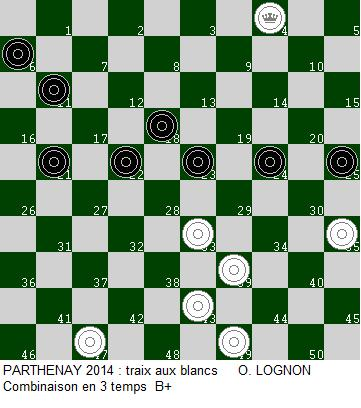 1 2 3 4 5
6 7 8 9 10
11 12 13 14 15
16 17 18 19 20
21 22 23 24 25
26 27 28 29 30
31 32 33 34 35
36 37 38 39 40
41 42 43 44 45
46 47 48 49 50
PARTHENAY 2014 : traix aux blancs O. LOGNON
Combinaison en 3 temps B+